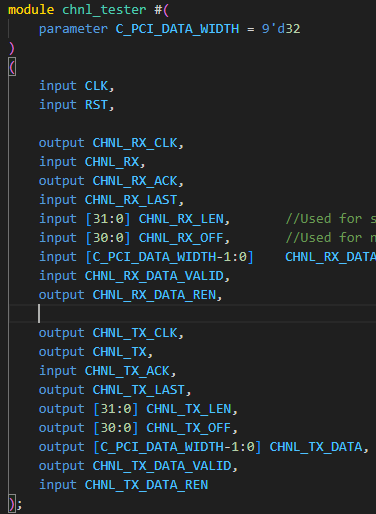 module chnl_tester #(
parameter C_PCI_DATA_WIDTH = 9'd32
)
(
input CLK,
input RST,
output CHNL_RX_CLK,
input CHNL_RX,
output CHNL_RX_ACK,
input CHNL_RX_LAST,
input [31:0] CHNL_RX_LEN, //Used for s
input [30:0] CHNL_RX_OFF, //Used for n
input [C_PCI_DATA_WIDTH-1:0] CHNL_RX_DATA
input CHNL_RX_DATA_VALID,
output CHNL_RX_DATA_REN,
output CHNL_TX_CLK,
output CHNL_TX,
input CHNL_TX_ACK,
output CHNL_TX_LAST,
output [31:0] CHNL_TX_LEN,
output [30:0] CHNL_TX_OFF,
output [C_PCI_DATA_WIDTH-1:0] CHNL_TX_DATA,
output CHNL_TX_DATA_VALID,
input CHNL_TX_DATA_REN
);